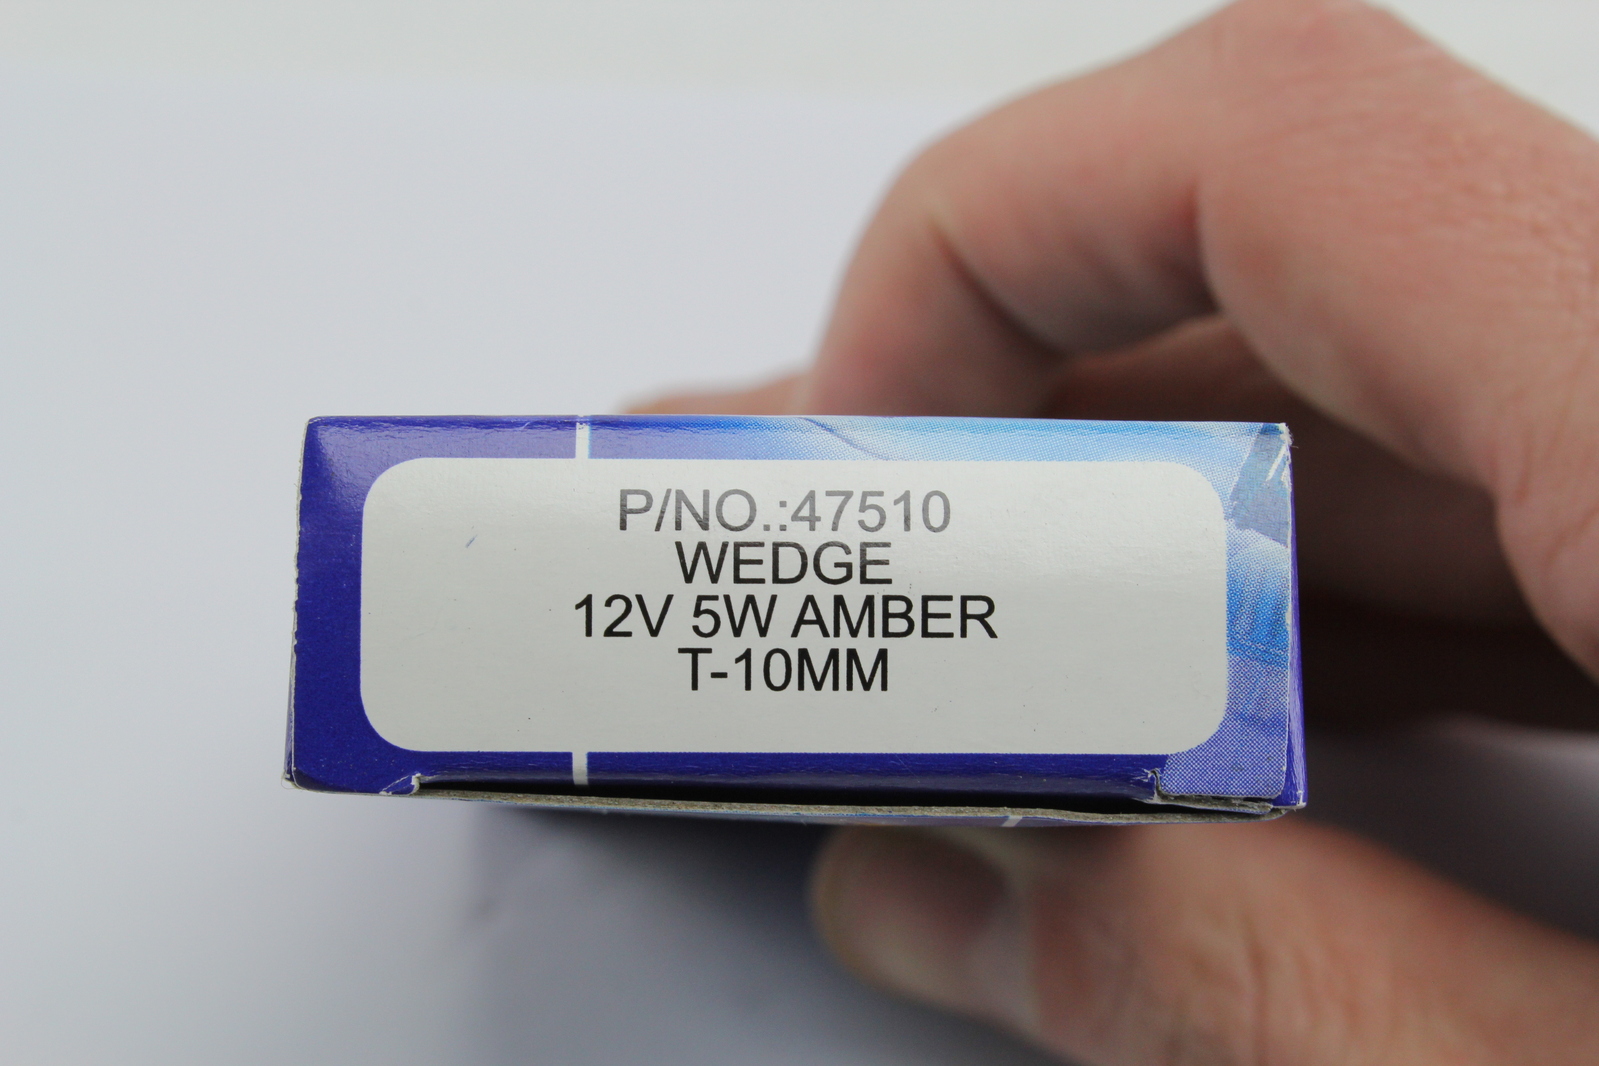 P/NO.:47510
WEDGE
12V 5W AMBER
T-10MM